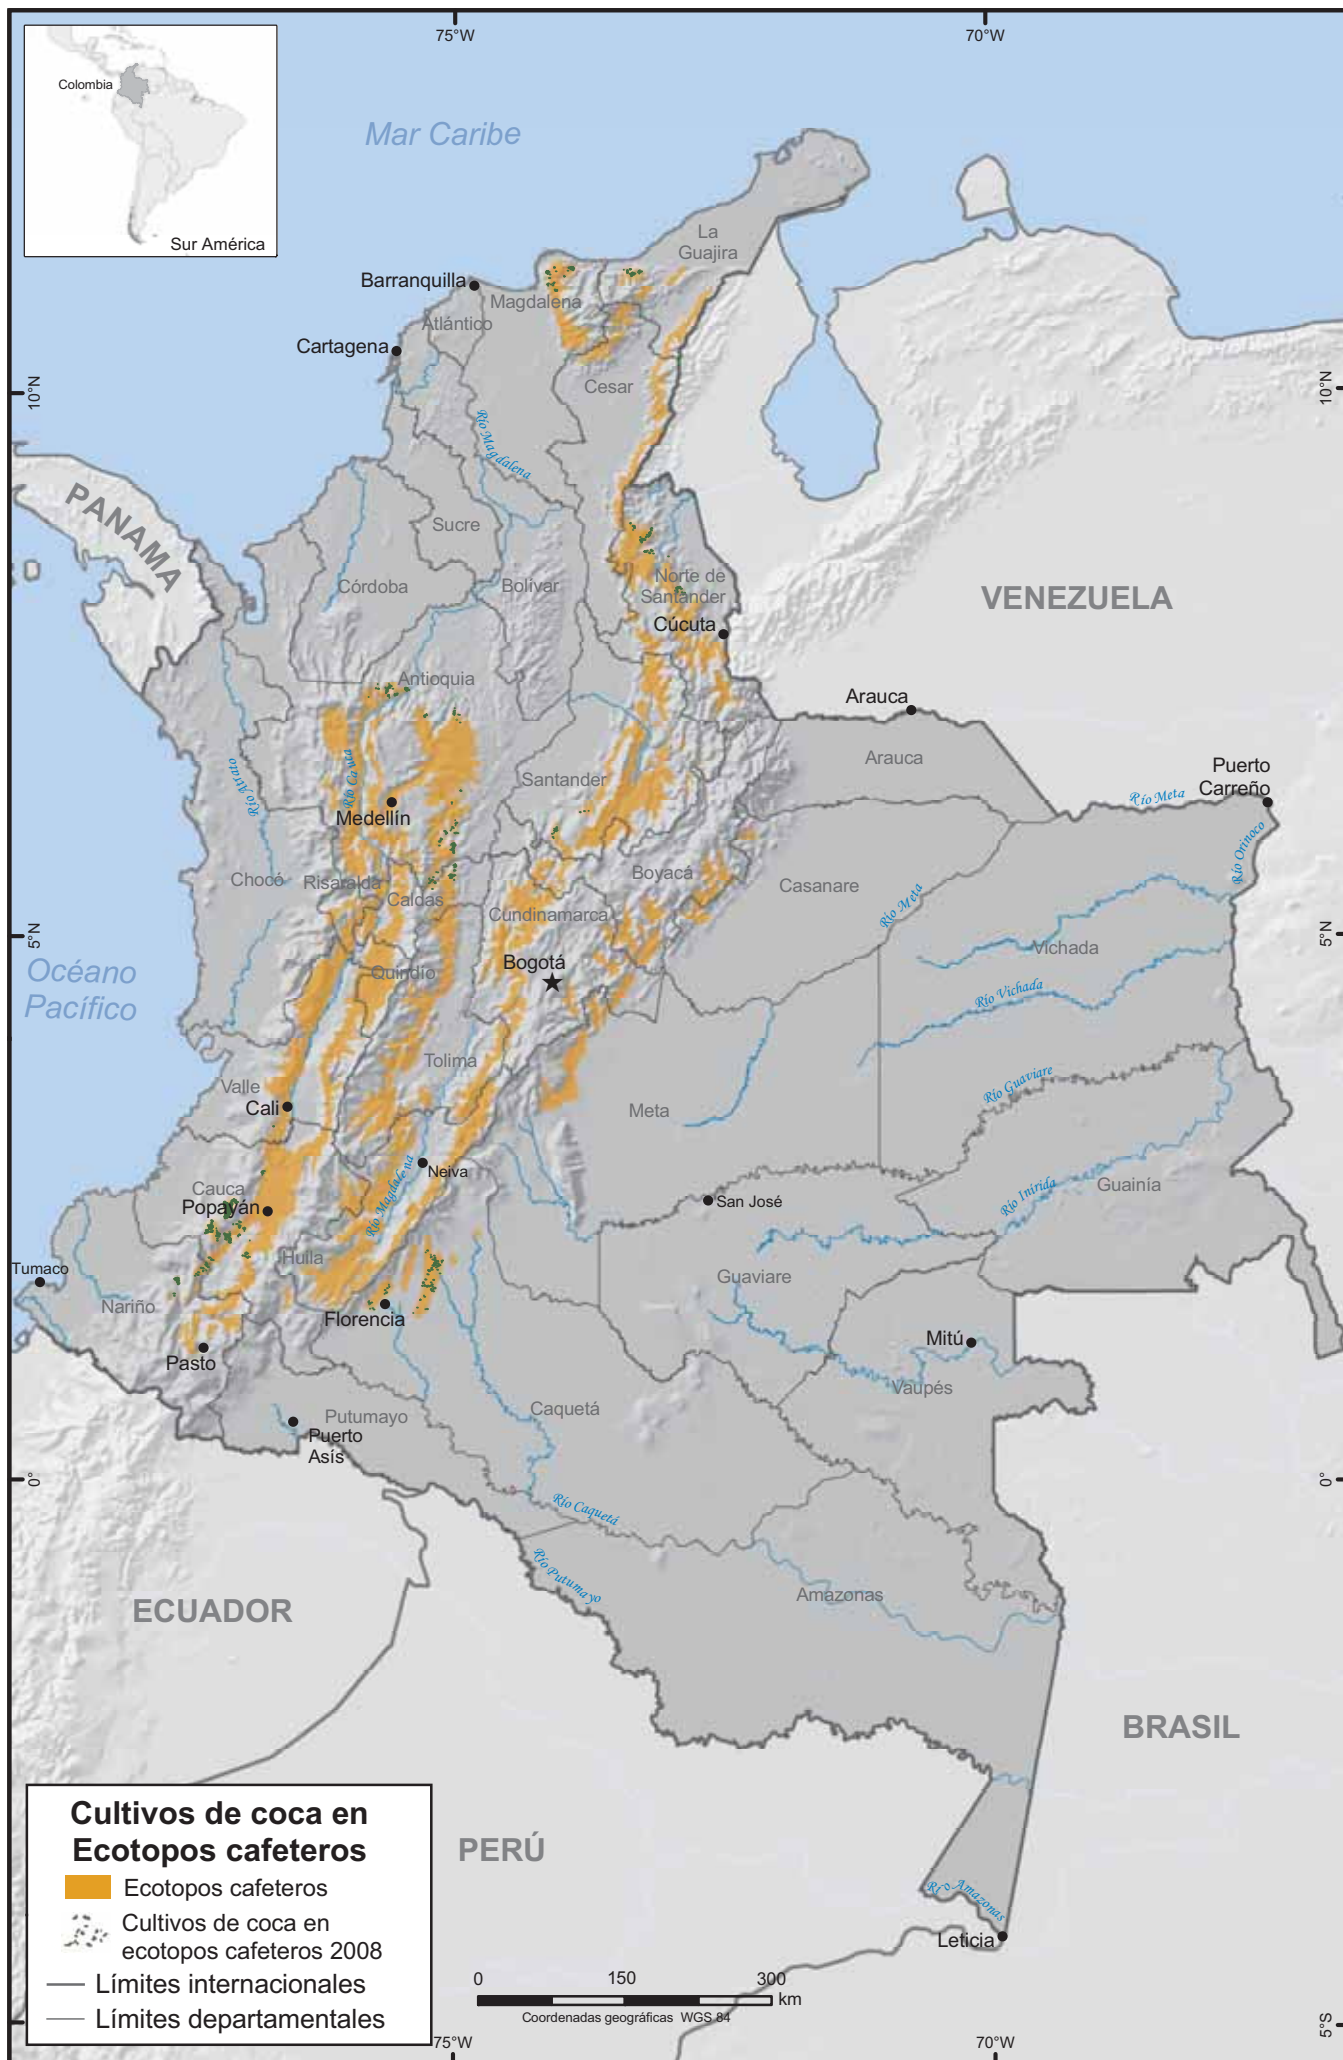 75°W
70°W
Colombia
Sur América
Mar Caribe
La
Guajira
Barranquilla
Magdalena
Atlántico
Cartagena
Cesar
10°N
10°N
Río Magdalena
PANAMA
Sucre
Córdoba
Bolívar
Norte de
Santander
VENEZUELA
Cúcuta
Antioquia
Arauca
Arauca
Río Atrato
Río Cauta
Santander
Puerto
Carreño
Río Meta
Medellín
Río Orinoco
Chocó
Risaralda
Caldas
Boyacá
Casanare
Río Meta
Cundinamarca
5°N
5°N
Vichada
Océano
Pacífico
Quindío
Bogotá
Río Vichada
Tolima
Valle
Cali
Meta
Río Guaviare
Neiva
Cauca
Popayán
Río Magdalena
San José
Río Inírida
Guainía
Hulla
Tumaco
Nariño
Guaviare
Florencia
Mitú
Pasto
Vaupés
Putumayo
Puerto
Asís
Caquetá
0°
0°
Río Caquetá
Río Putumayo
Amazonas
ECUADOR
BRASIL
PERÚ
Río Amazonas
Leticia
Cultivos de coca en
Ecotopos cafeteros
Ecotopos cafeteros
Cultivos de coca en
ecotopos cafeteros 2008
Límites internacionales
Límites departamentales
0 150 300
km
Coordenadas geográficas WGS 84
5°S
75°W
70°W